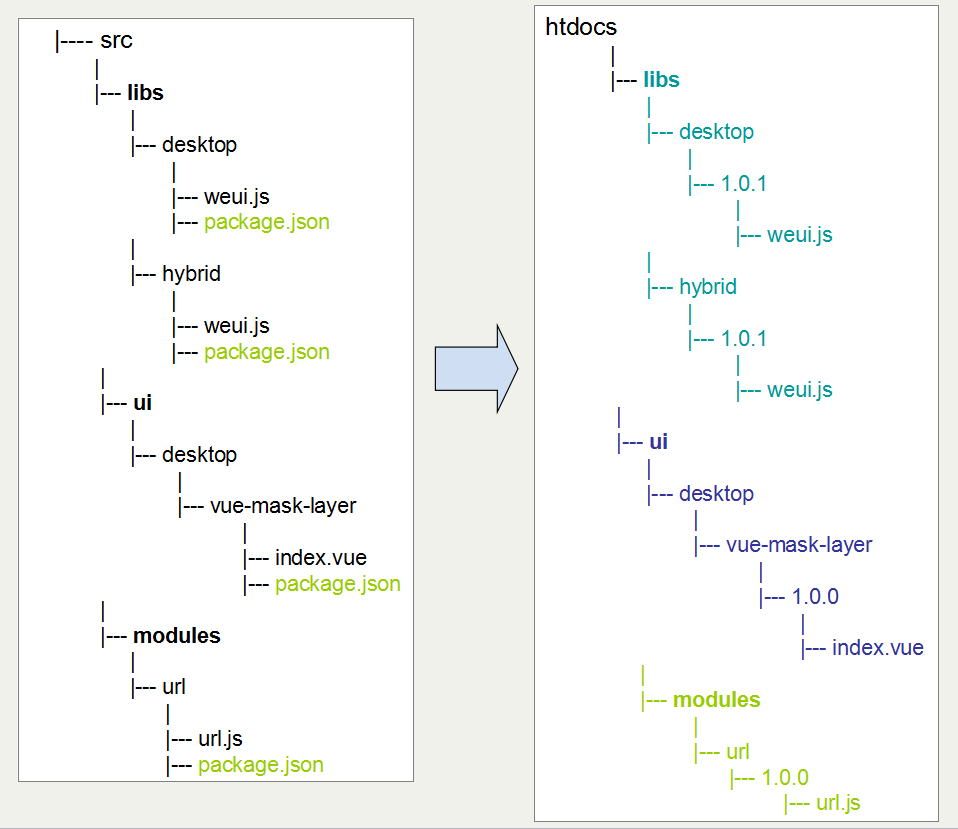 |---- src
|
|--- libs
|
|--- desktop
|
|--- weui.js
|--- package.json
|
|--- hybrid
|
|--- weui.js
|--- package.json
|
|--- ui
|
|--- desktop
|
|--- vue-mask-layer
|
|--- index.vue
|--- package.json
|
|--- modules
|
|--- url
|
|--- url.js
|--- package.json
htdocs
|
|--- libs
|
|--- desktop
|
|--- 1.0.1
|
|--- weui.js
|
|--- hybrid
|
|--- 1.0.1
|
|--- weui.js
|
|--- ui
|
|--- desktop
|
|--- vue-mask-layer
|
|--- 1.0.0
|
|--- index.vue
|
|--- modules
|
|--- url
|--- 1.0.0
|--- url.js